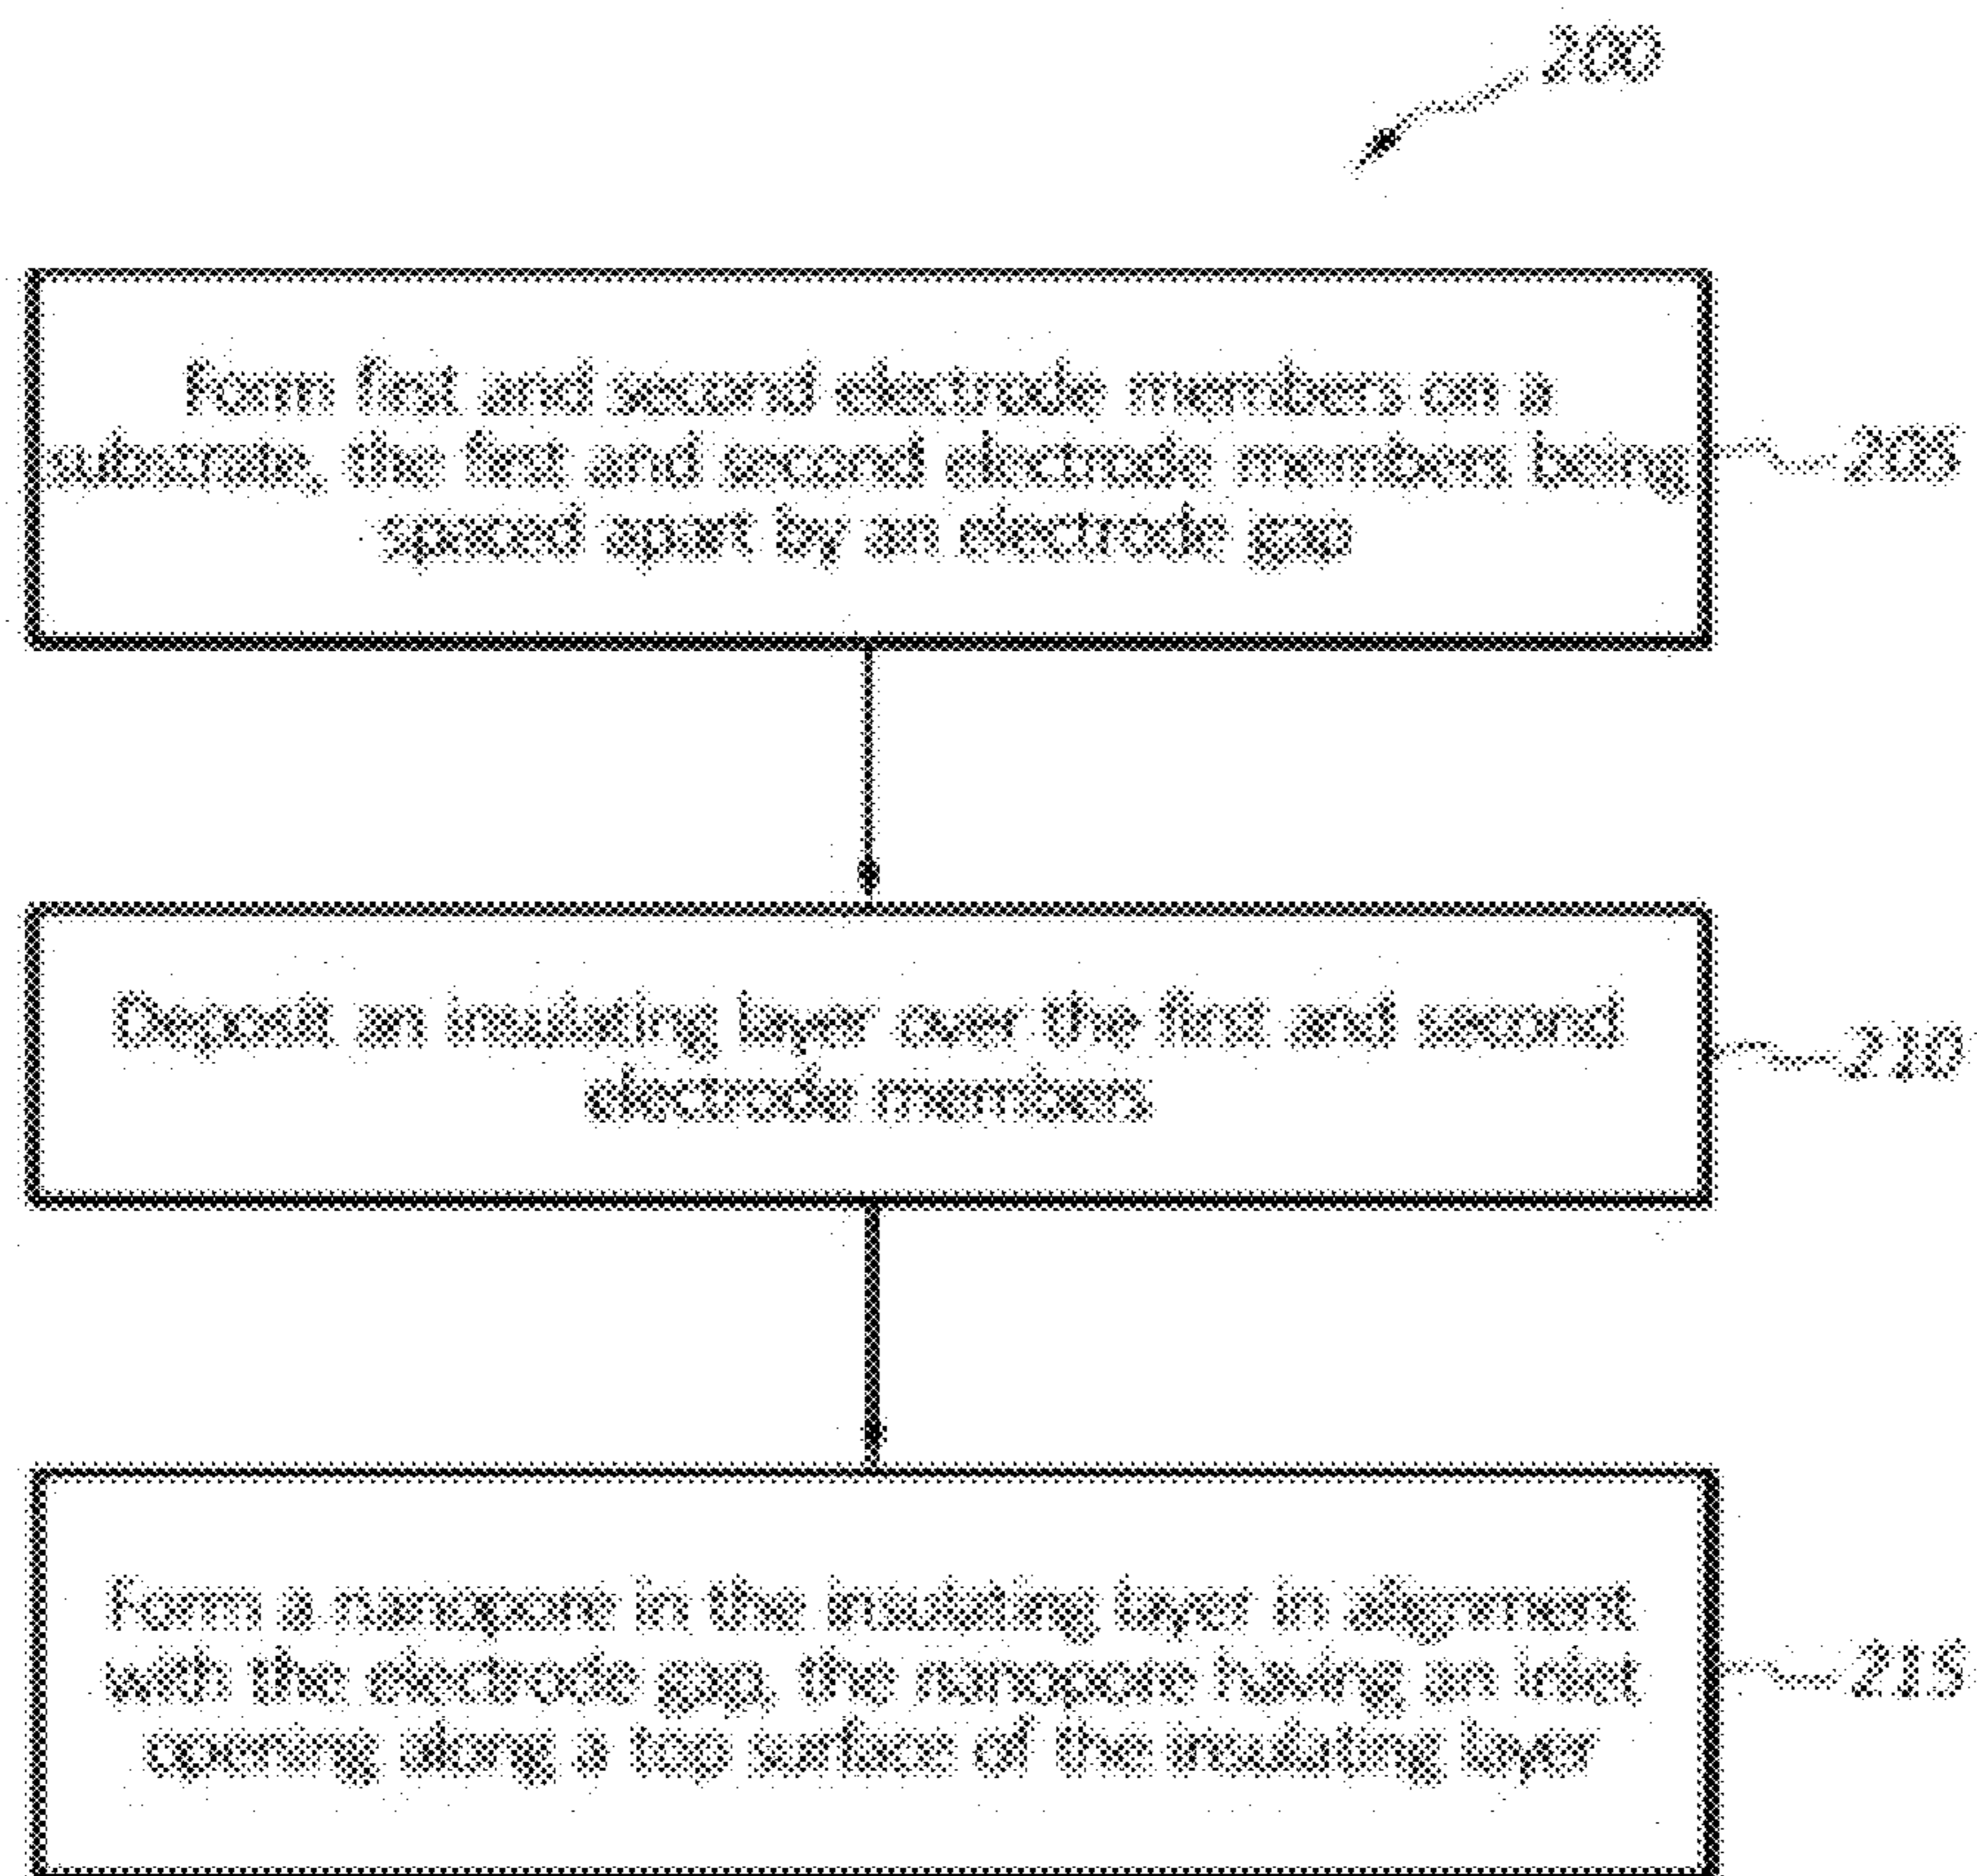 200
Form first and second electrode members on a
substrate, the first and second electrode members being
spaced apart by an electrode gap
205
Deposit an insulating layer over the first and second
electrode members
210
Form a nanopore in the insulating layer in alignment
with the electrode gap, the nanopore having an inlet
opening along a top surface of the insulating layer
215